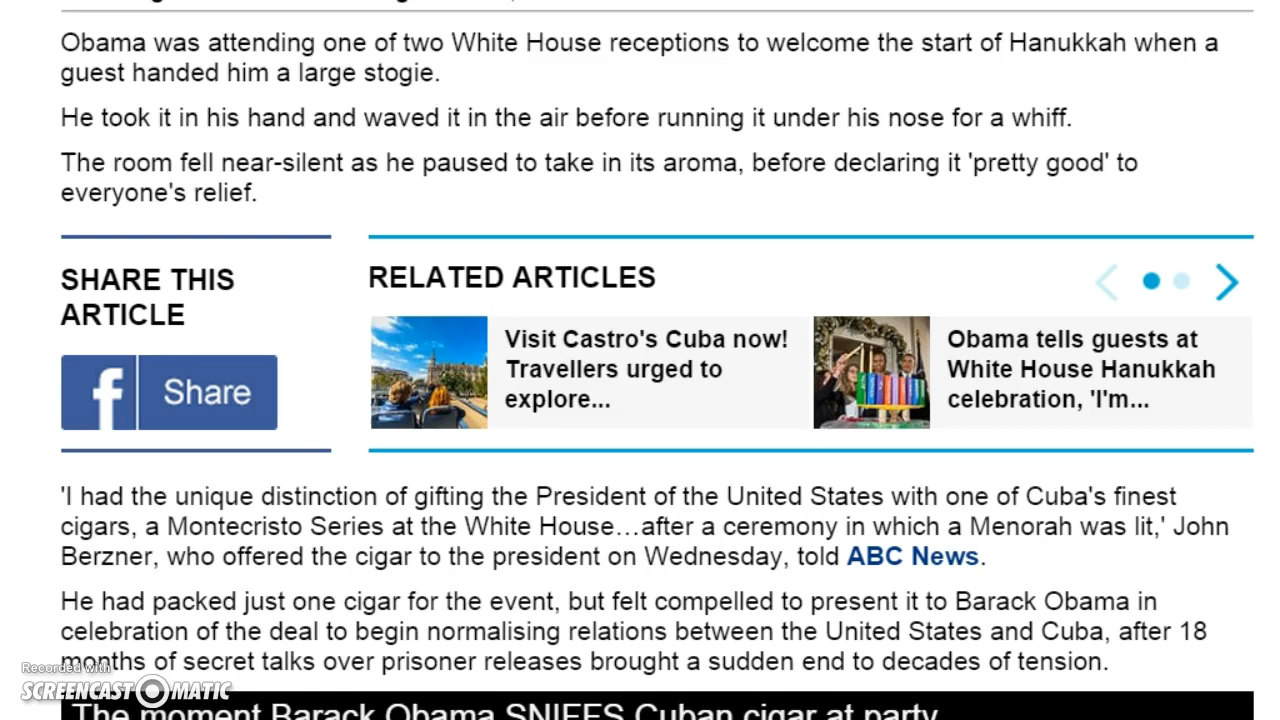 Obama was attending one of two White House receptions to welcome the start of Hanukkah when a
guest handed him a large stogie.
He took it in his hand and waved it in the air before running it under his nose for a whiff.
The room fell near-silent as he paused to take in its aroma, before declaring it 'pretty good' to
everyone's relief.
SHARE THIS
ARTICLE
f Share
RELATED ARTICLES
Visit Castro's Cuba now!
Travellers urged to
explore...
Obama tells guests at
White House Hanukkah
celebration, 'I'm...
'I had the unique distinction of gifting the President of the United States with one of Cuba's finest
cigars, a Montecristo Series at the White House…after a ceremony in which a Menorah was lit,' John
Berzner, who offered the cigar to the president on Wednesday, told ABC News.
He had packed just one cigar for the event, but felt compelled to present it to Barack Obama in
celebration of the deal to begin normalising relations between the United States and Cuba, after 18
months of secret talks over prisoner releases brought a sudden end to decades of tension.
Recorded with
SCREENCAST-O-MATIC
The moment Barack Obama SNIFFS Cuban cigar at party